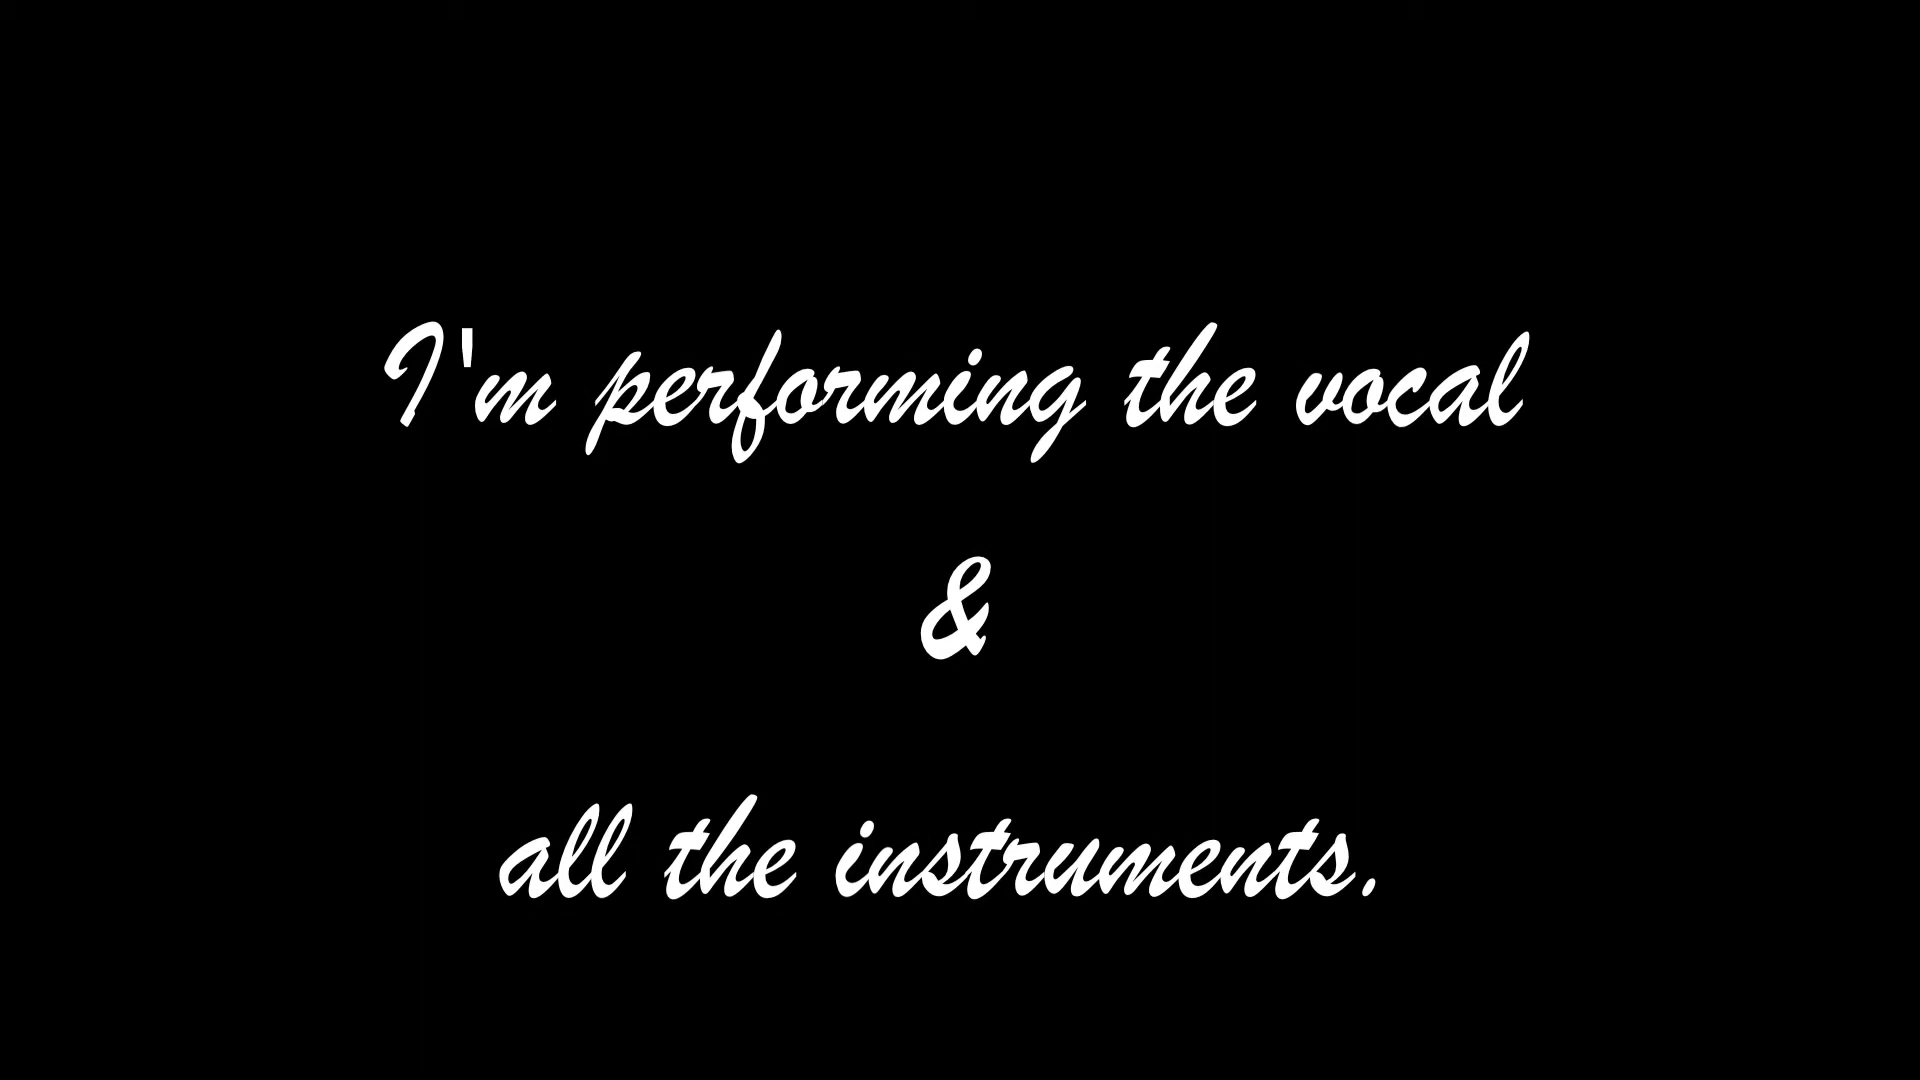 I'm performing the vocal
&
all the instruments.